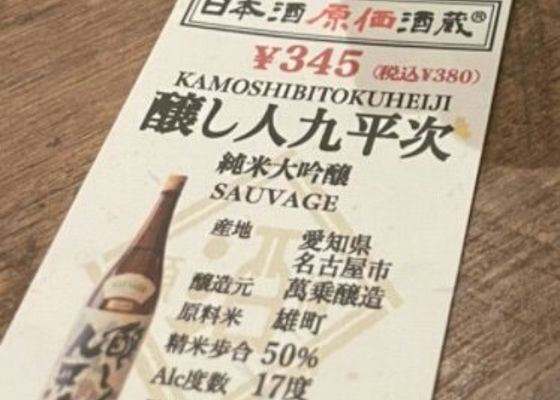 日本酒原価酒蔵®
¥345 (税込¥380)
KAMOSHIBITOKUHEIJI
醸し人九平次
純米大吟醸
SAUVAGE
産地 愛知県
名古屋市
醸造元 萬乗醸造
原料米 雄町
精米歩合 50%
Alc度数 17度